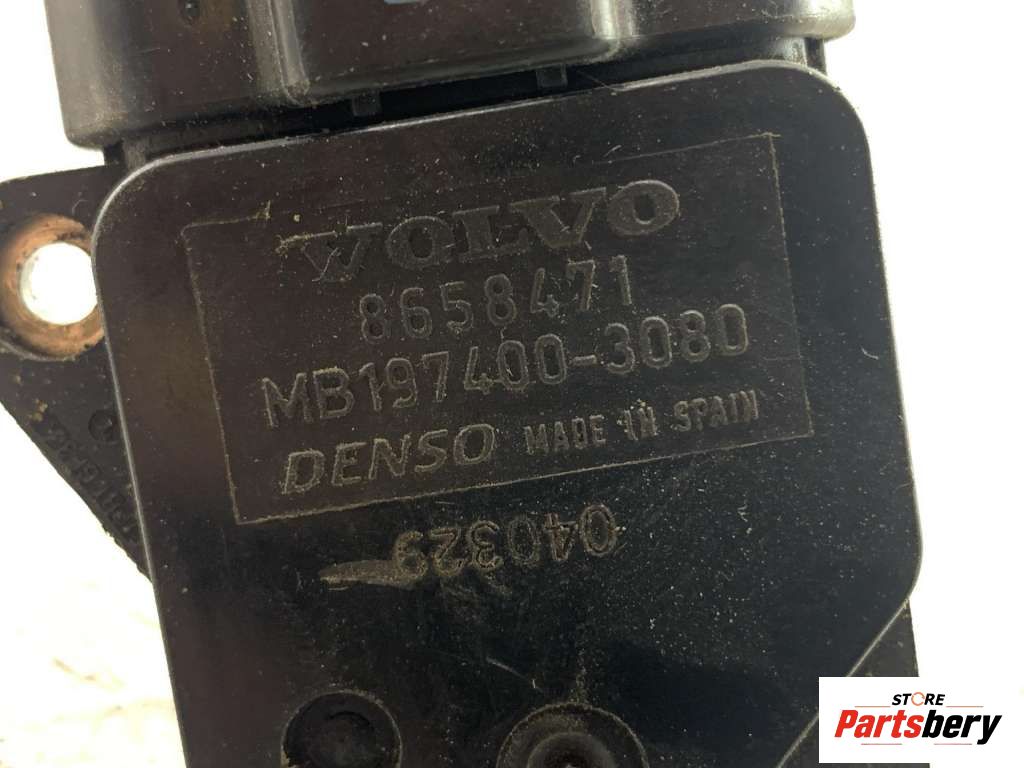 VOLVO
8658471
MB197400-3080
DENSO MADE IN SPAIN
040329
STORE
Partsbery